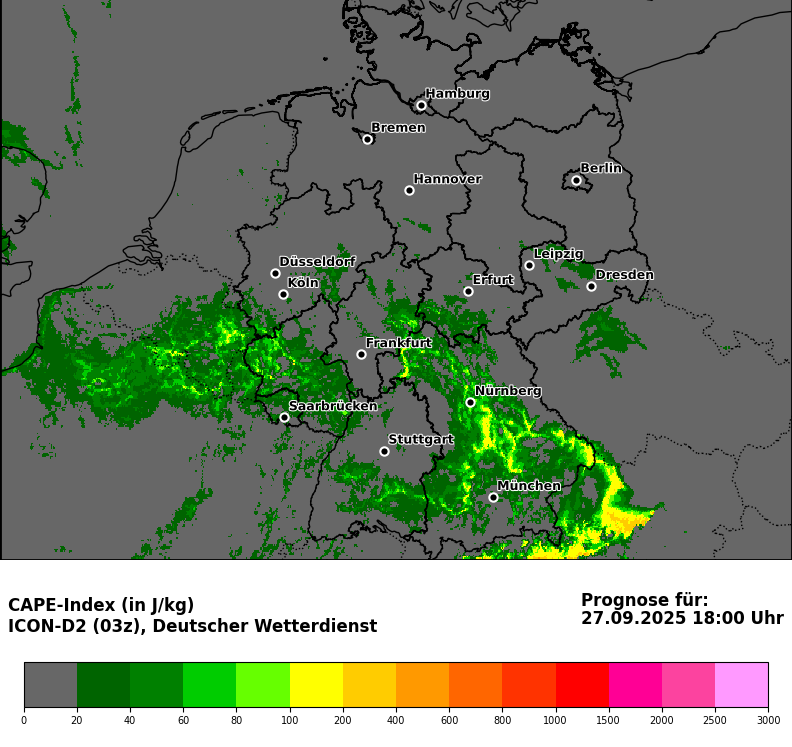 Hamburg
Bremen
Berlin
Hannover
Leipzig
Düsseldorf
Dresden
Köln
Erfurt
Frankfurt
Nürnberg
Saarbrücken
Stuttgart
München
CAPE-Index (in J/kg)
ICON-D2 (03z), Deutscher Wetterdienst
Prognose für:
27.09.2025 18:00 Uhr
0 20 40 60 80 100 200 400 600 800 1000 1500 2000 2500 3000